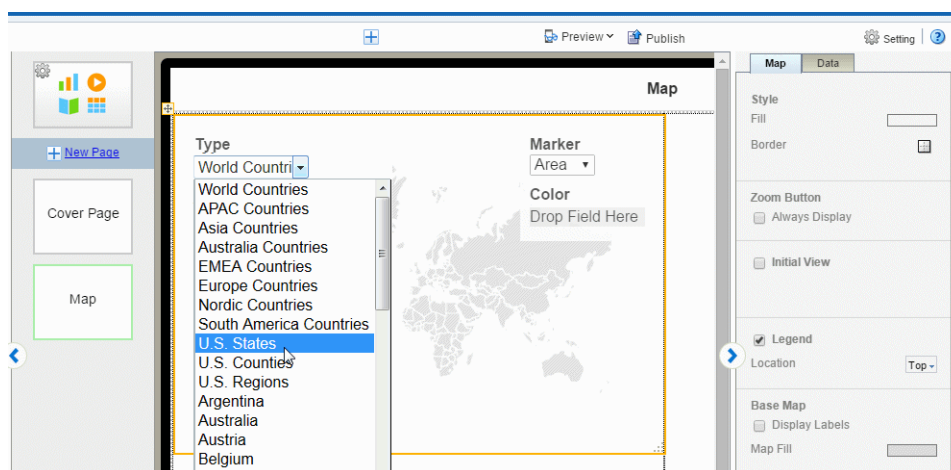 Preview
Publish
Setting
?
New Page
Cover Page
Map
Map
Type
World Countri
World Countries
APAC Countries
Asia Countries
Australia Countries
EMEA Countries
Europe Countries
Nordic Countries
South America Countries
U.S. States
U.S. Counties
U.S. Regions
Argentina
Australia
Austria
Belgium
Marker
Area
Color
Drop Field Here
Map
Data
Style
Fill
Border
Zoom Button
Always Display
Initial View
Legend
Location
Top
Base Map
Display Labels
Map Fill